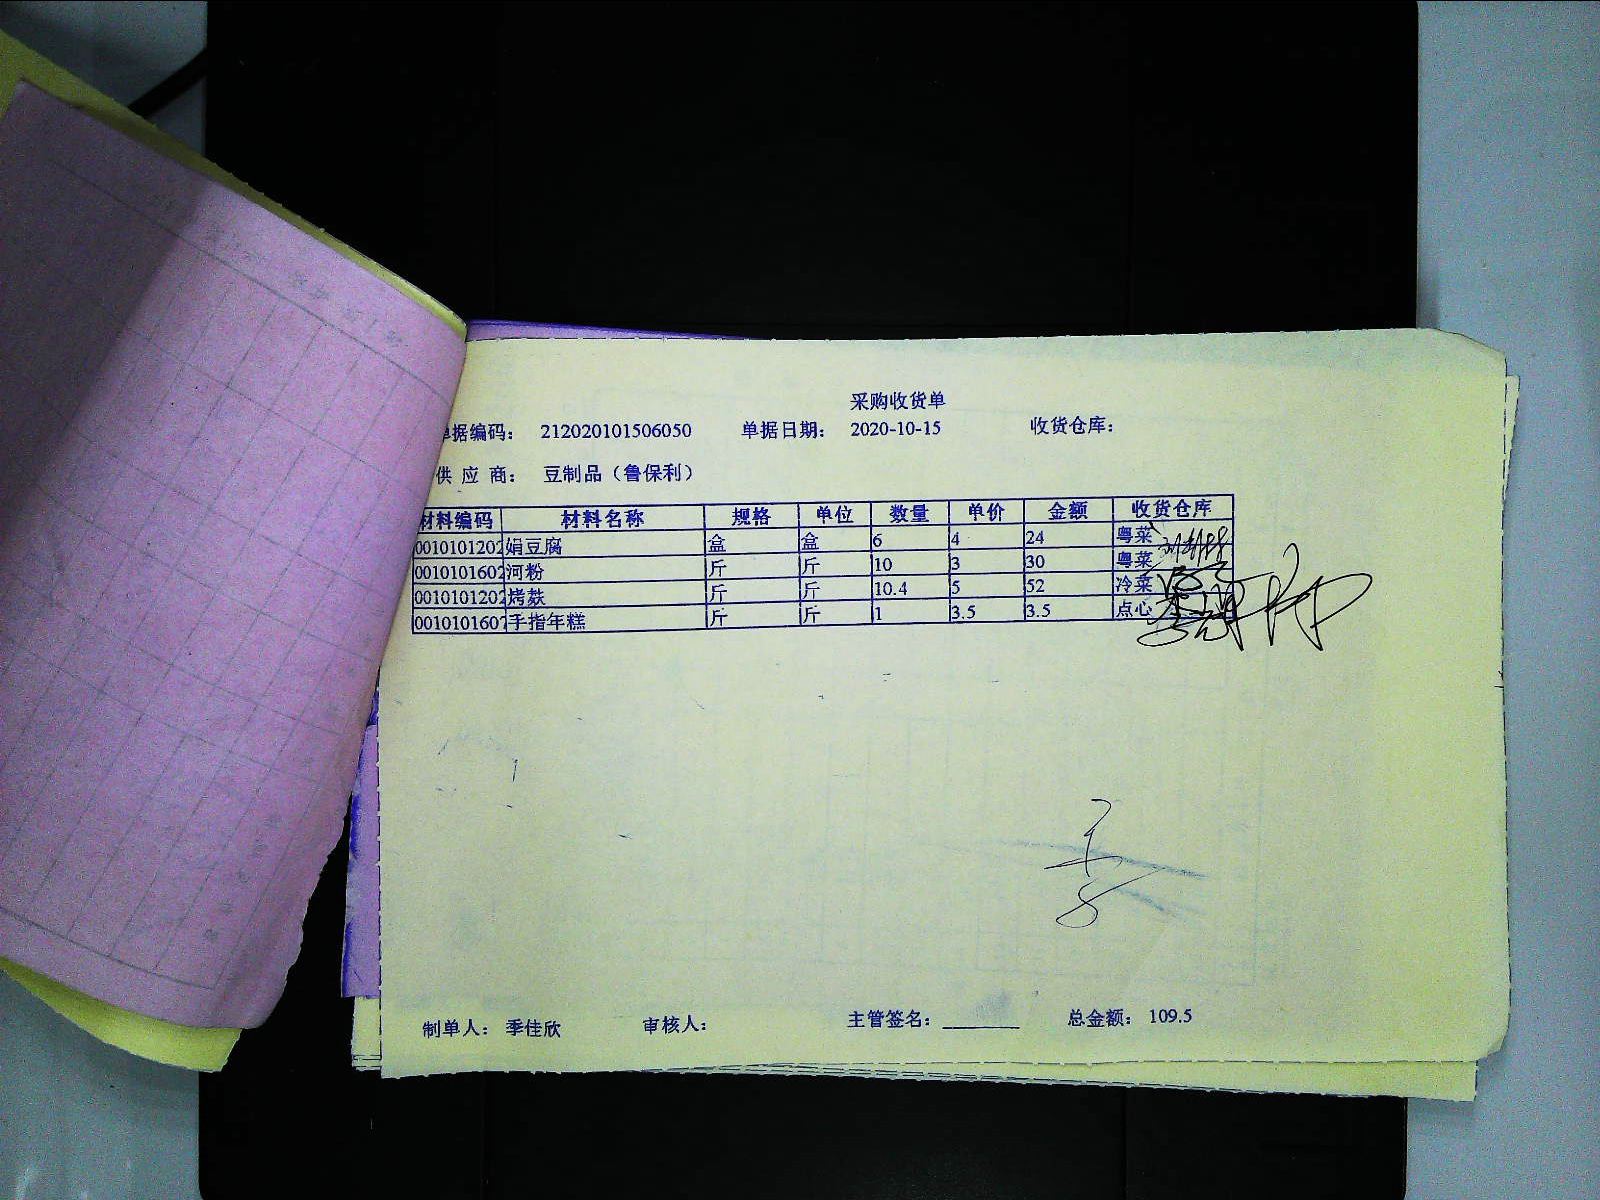 采购收货单
单据编码： 212020101506050 单据日期： 2020-10-15 收货仓库：
供 应 商： 豆制品（鲁保利）
材料编码 材料名称 规格 单位 数量 单价 金额 收货仓库
0010101202 娟豆腐 盒 盒 6 4 24 粤菜
0010101602 河粉 斤 斤 10 3 30 粤菜
0010101202 烤麸 斤 斤 10.4 5 52 冷菜
0010101607 手指年糕 斤 斤 1 3.5 3.5 点心
制单人： 季佳欣 审核人： 主管签名：________ 总金额： 109.5